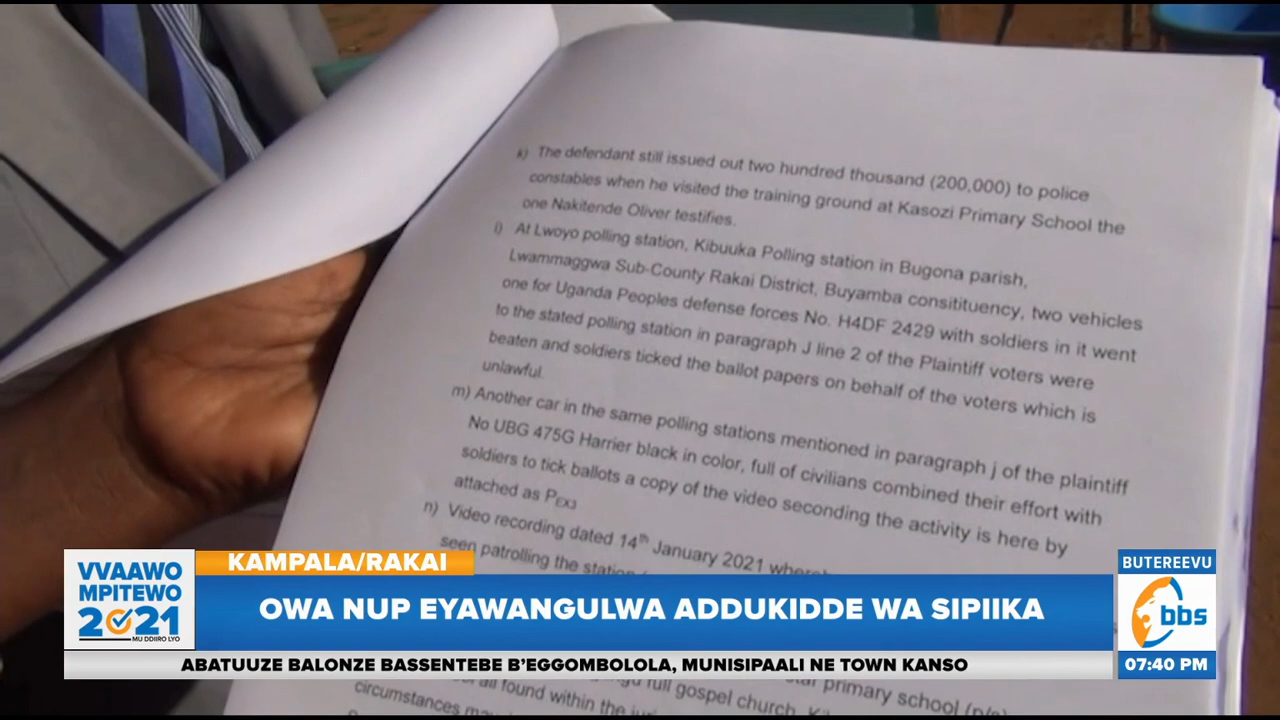 k) The defendant still issued out two hundred thousand (200,000) to police
constables when he visited the training ground at Kasozi Primary School the
one Nakitende Oliver testifies.
l) At Lwoyo polling station, Kibuuka Polling station in Bugona parish,
Lwammaggwa Sub-County Rakai District, Buyamba consitituency, two vehicles
one for Uganda Peoples defense forces No. H4DF 2429 with soldiers in it went
to the stated polling station in paragraph J line 2 of the Plaintiff voters were
beaten and soldiers ticked the ballot papers on behalf of the voters which is
unlawful.
m) Another car in the same polling stations mentioned in paragraph j of the plaintiff
No UBG 475G Harrier black in color, full of civilians combined their effort with
soldiers to tick ballots a copy of the video seconding the activity is here by
attached as PEX3
n) Video recording dated 14th January 2021
seen patrolling the station
VVAAWO
MPITEWO
2021
MU DDIIRO LYO
KAMPALA/RAKAI
OWA NUP EYAWANGULWA ADDUKIDDE WA SIPIIKA
ABATUUZE BALONZE BASSENTEBE B'EGGOMBOLOLA, MUNISIPAALI NE TOWN KANSO
BUTEREEVU
bbs
07:40 PM
primary school (p/s)
all found within the
full gospel church,
circumstances